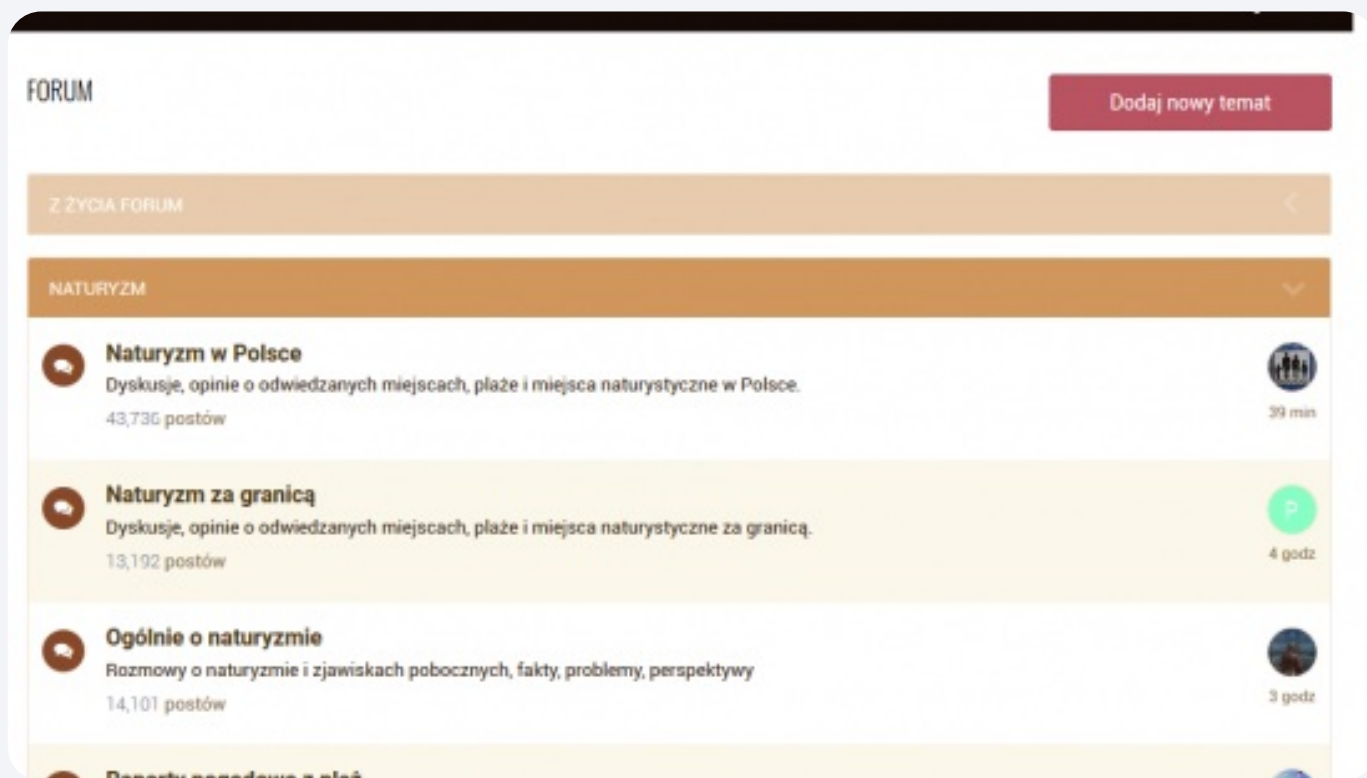 FORUM
Dodaj nowy temat
Z ŻYCIA FORUM
NATURYZM
Naturyzm w Polsce
Dyskusje, opinie o odwiedzanych miejscach, plaże i miejsca naturystyczne w Polsce.
43,736 postów
39 min
Naturyzm za granicą
Dyskusje, opinie o odwiedzanych miejscach, plaże i miejsca naturystyczne za granicą.
13,192 postów
P
4 godz
Ogólnie o naturyzmie
Rozmowy o naturyzmie i zjawiskach pobocznych, fakty, problemy, perspektywy
14,101 postów
3 godz